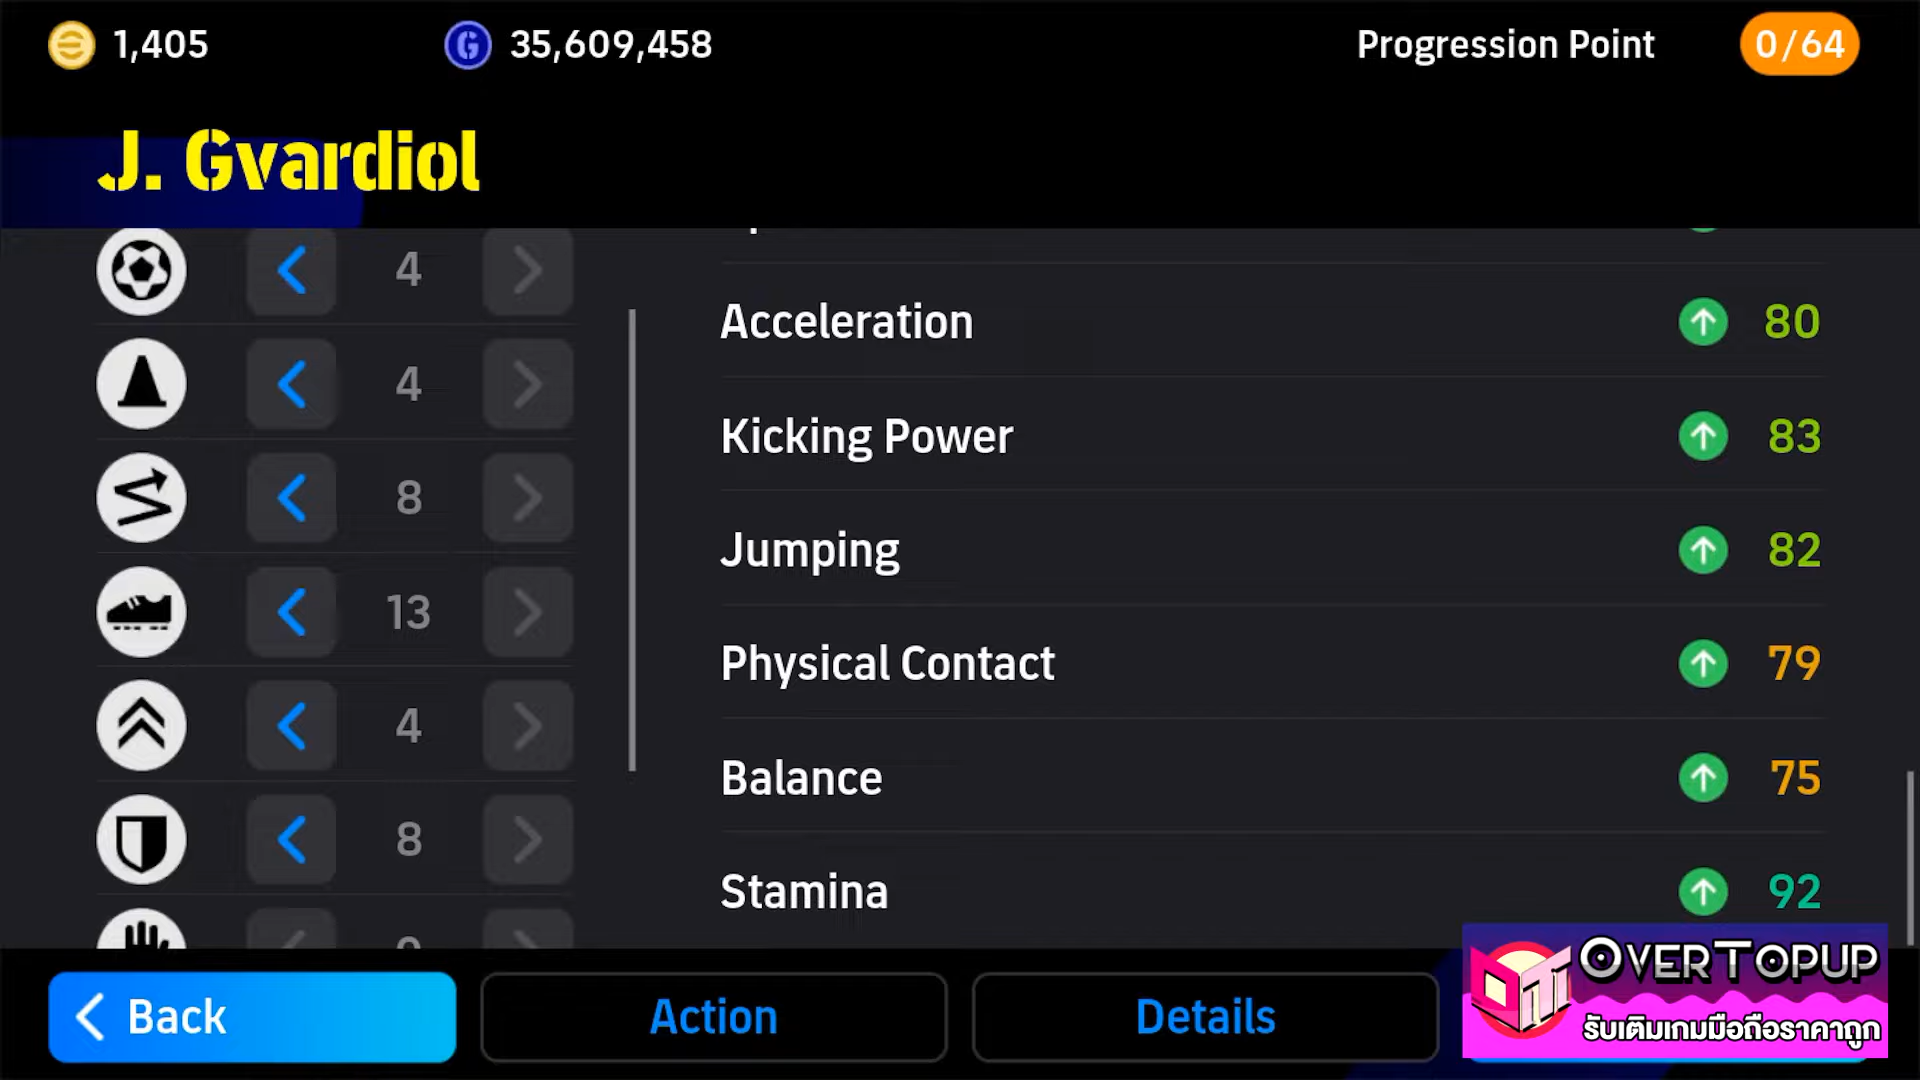 1,405
35,609,458
Progression Point
0/64
J. Gvardiol
4
4
8
13
4
8
Acceleration 80
Kicking Power 83
Jumping 82
Physical Contact 79
Balance 75
Stamina 92
Back
Action
Details
OVERTOPUP
รับเติมเกมมือถือราคาถูก